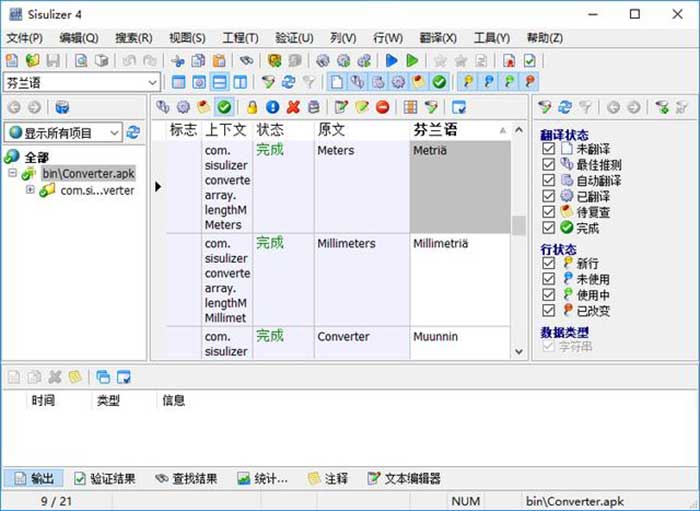 Sisulizer 4
文件(P) 编辑(Q) 搜索(R) 视图(S) 工程(T) 验证(U) 列(V) 行(W) 翻译(X) 工具(Y) 帮助(Z)
芬兰语
显示所有项目
全部
bin\Converter.apk
com.si...verter
标志 上下文 状态 原文 芬兰语
com.
sisulizer
converte
array.
lengthM
Meters
完成
Meters
Metriä
com.
sisulizer
converte
array.
lengthM
Millimet
完成
Millimeters
Millimetriä
com.
sisulizer
完成
Converter
Muunnin
翻译状态
未翻译
最佳推测
自动翻译
已翻译
待复查
完成
行状态
新行
未使用
使用中
已改变
数据类型
字符串
时间 类型 信息
输出 验证结果 查找结果 统计... 注释 文本编辑器
9 / 21 NUM bin\Converter.apk